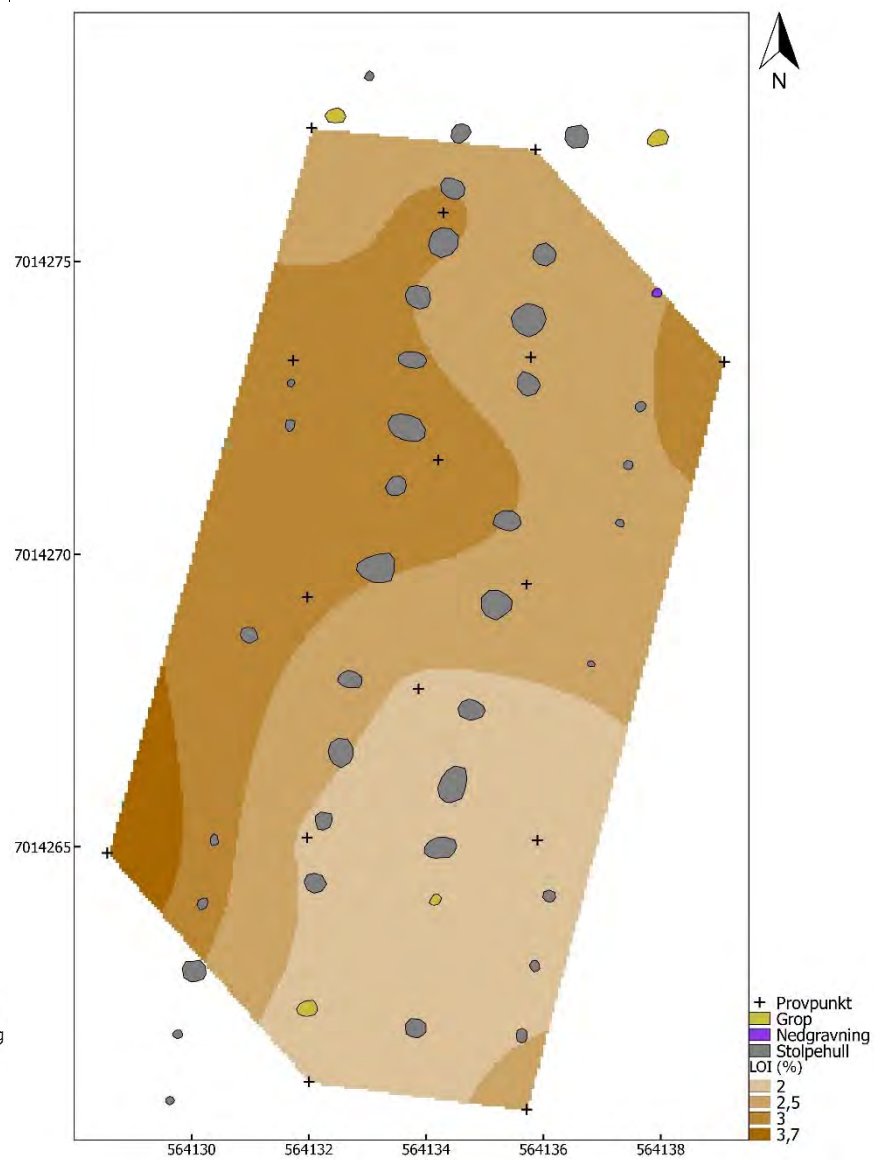 N
7014275
7014270
7014265
g
Provpunkt
Grop
Nedgravning
Stolpehull
LOI (%)
2
2,5
3
3,7
564130 564132 564134 564136 564138